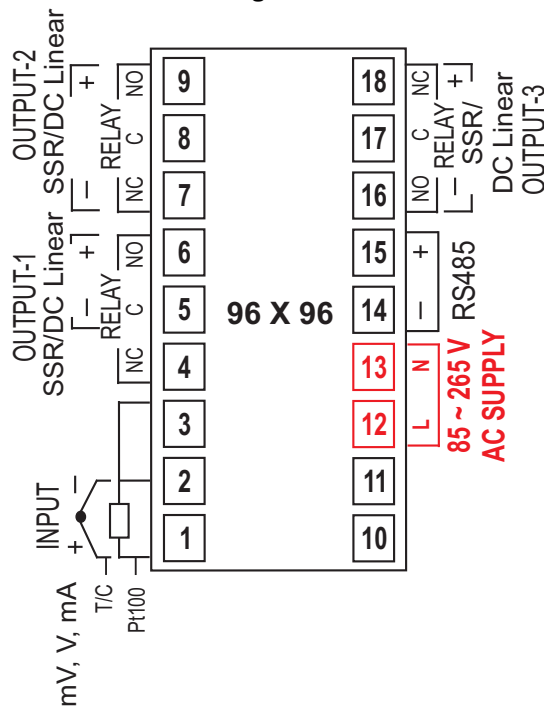 OUTPUT-2
SSR/DC Linear
− +
RELAY
NC C NO
OUTPUT-1
SSR/DC Linear
− +
RELAY
NC C NO
INPUT
+ −
mV, V, mA
T/C
Pt100
9
8
7
6
5
4
3
2
1
96 X 96
18
17
16
15
14
13
12
11
10
NO C NC
RELAY
− +
SSR/
DC Linear
OUTPUT-3
− +
RS485
L N
85 ~ 265 V
AC SUPPLY